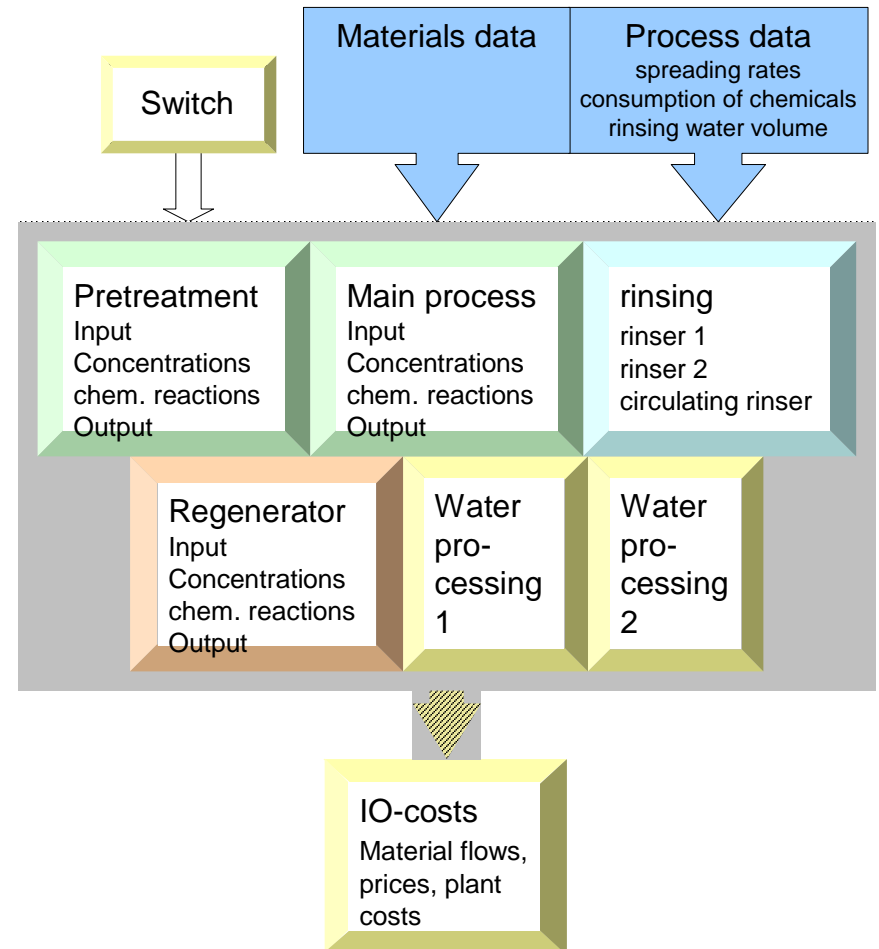 Switch
Materials data
Process data
spreading rates
consumption of chemicals
rinsing water volume
Pretreatment
Input
Concentrations
chem. reactions
Output
Main process
Input
Concentrations
chem. reactions
Output
rinsing
rinser 1
rinser 2
circulating rinser
Regenerator
Input
Concentrations
chem. reactions
Output
Water
pro-
cessing
1
Water
pro-
cessing
2
IO-costs
Material flows,
prices, plant
costs